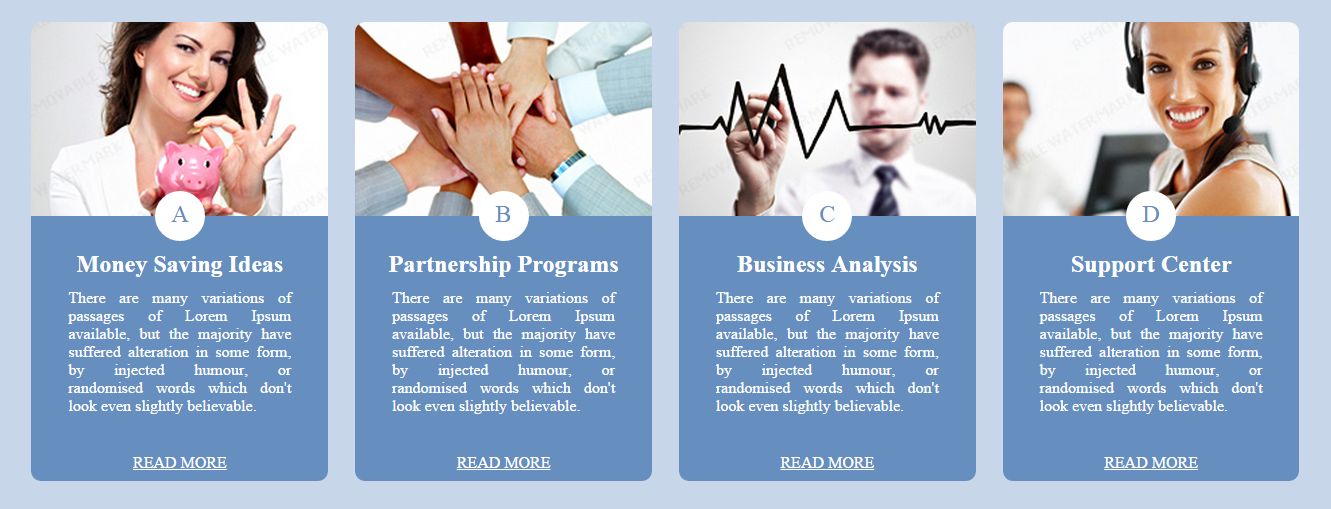 A
Money Saving Ideas
There are many variations of
passages of Lorem Ipsum
available, but the majority have
suffered alteration in some form,
by injected humour, or
randomised words which don't
look even slightly believable.
READ MORE
B
Partnership Programs
There are many variations of
passages of Lorem Ipsum
available, but the majority have
suffered alteration in some form,
by injected humour, or
randomised words which don't
look even slightly believable.
READ MORE
C
Business Analysis
There are many variations of
passages of Lorem Ipsum
available, but the majority have
suffered alteration in some form,
by injected humour, or
randomised words which don't
look even slightly believable.
READ MORE
D
Support Center
There are many variations of
passages of Lorem Ipsum
available, but the majority have
suffered alteration in some form,
by injected humour, or
randomised words which don't
look even slightly believable.
READ MORE